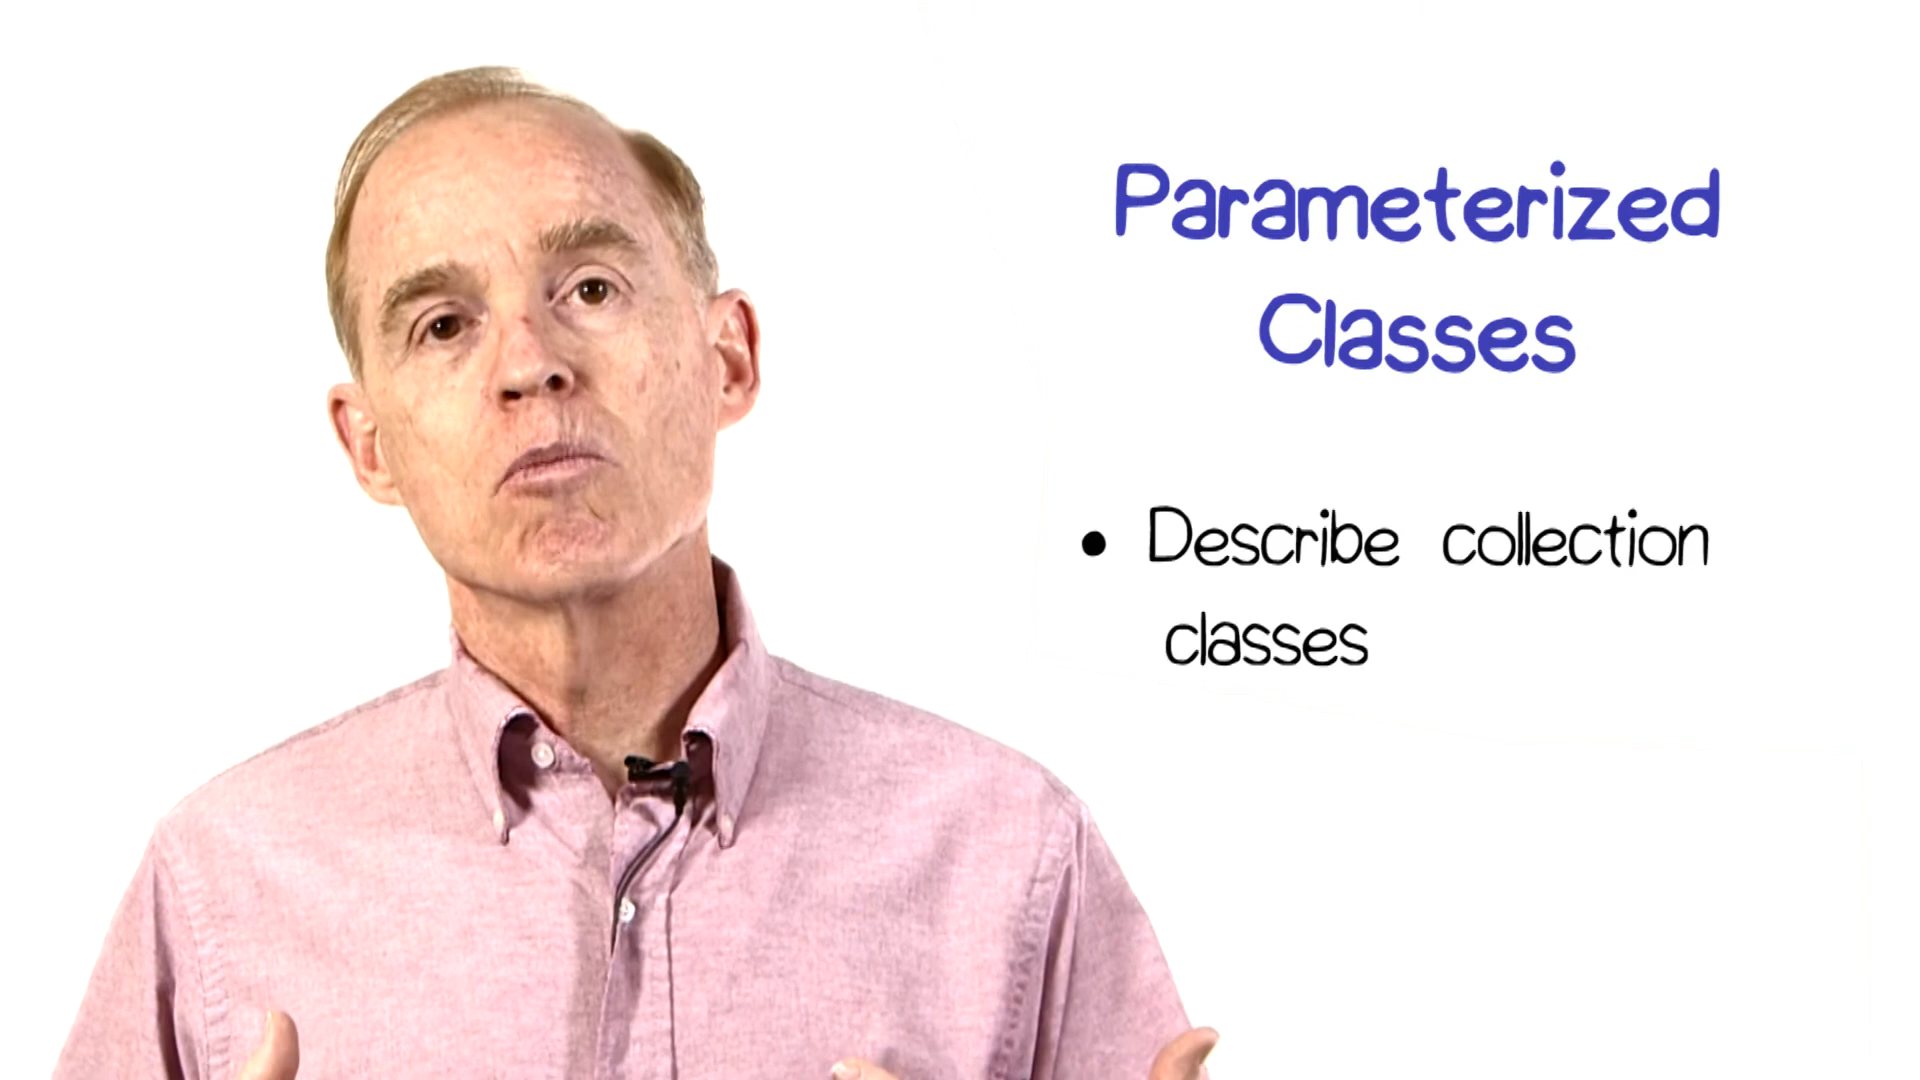 Parameterized
Classes
• Describe collection
classes